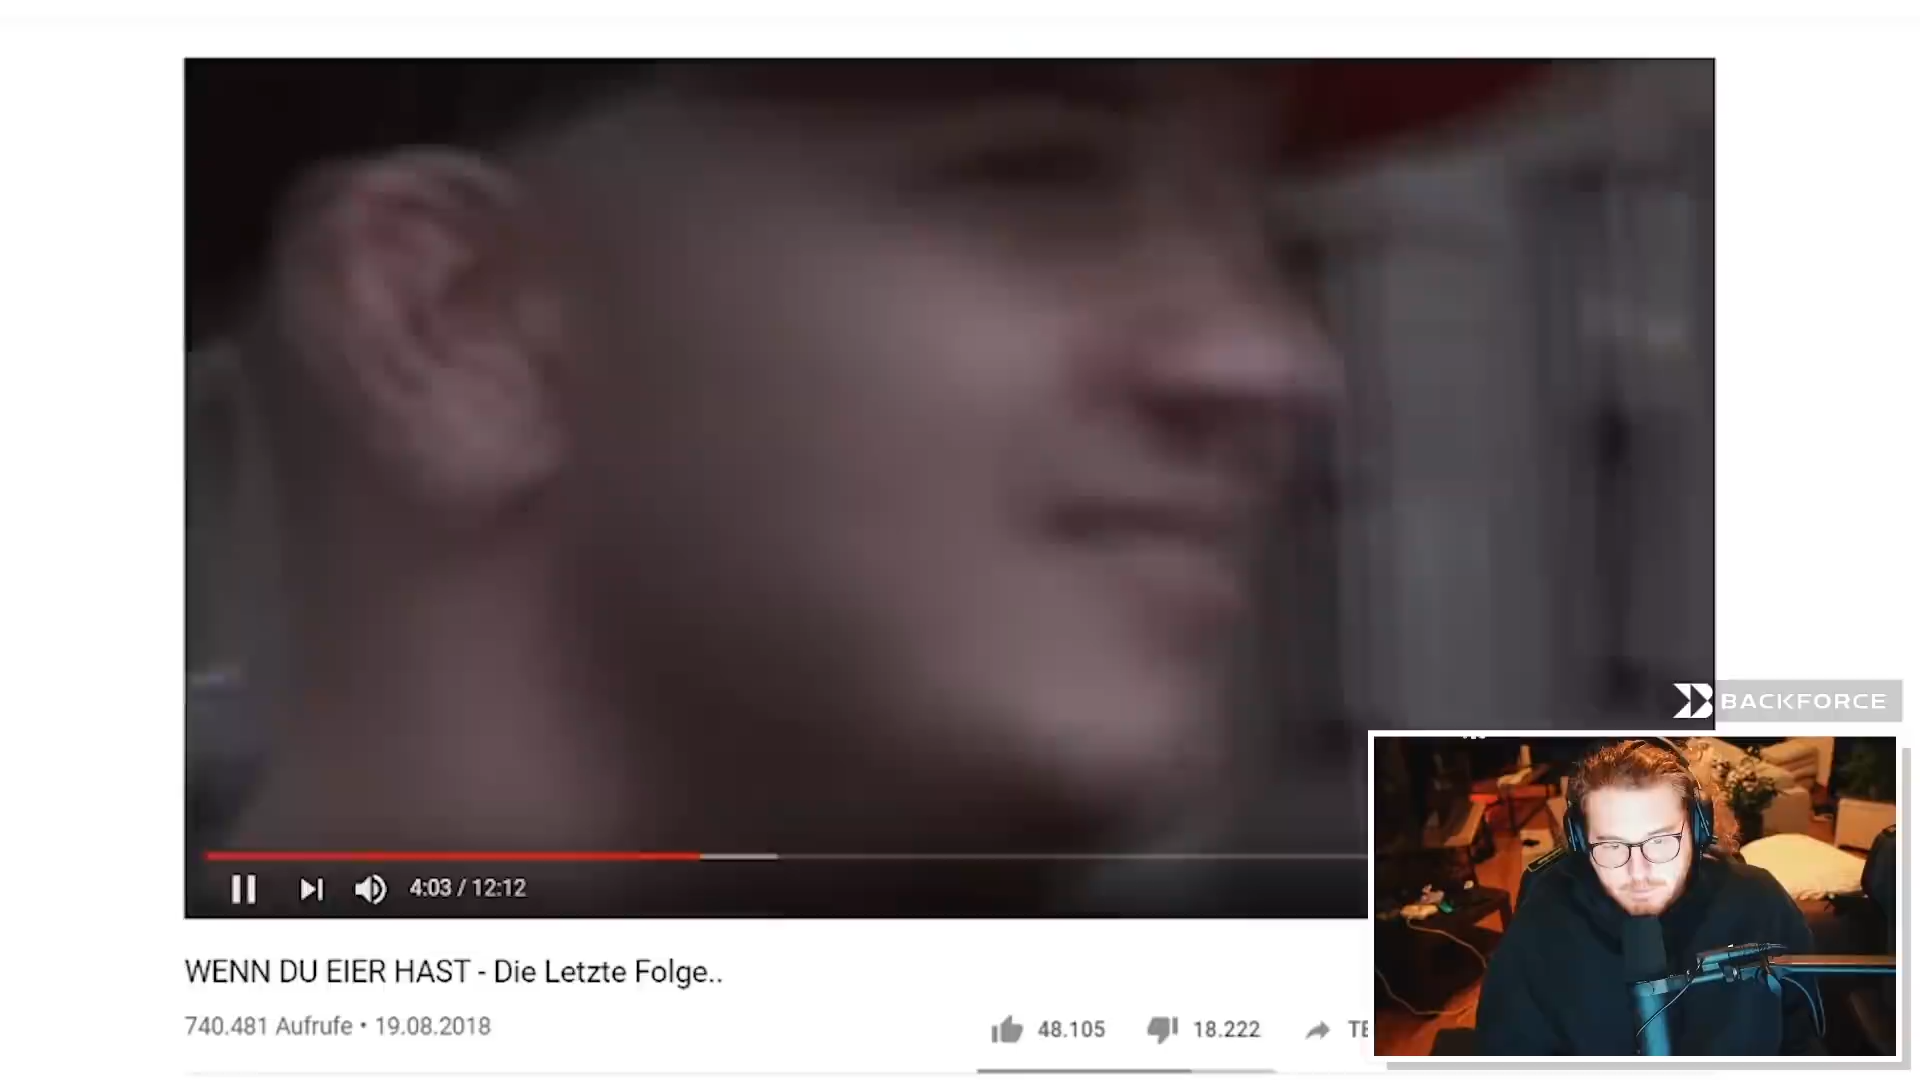 BACKFORCE
4:03 / 12:12
WENN DU EIER HAST - Die Letzte Folge..
740.481 Aufrufe • 19.08.2018
48.105 18.222 TE